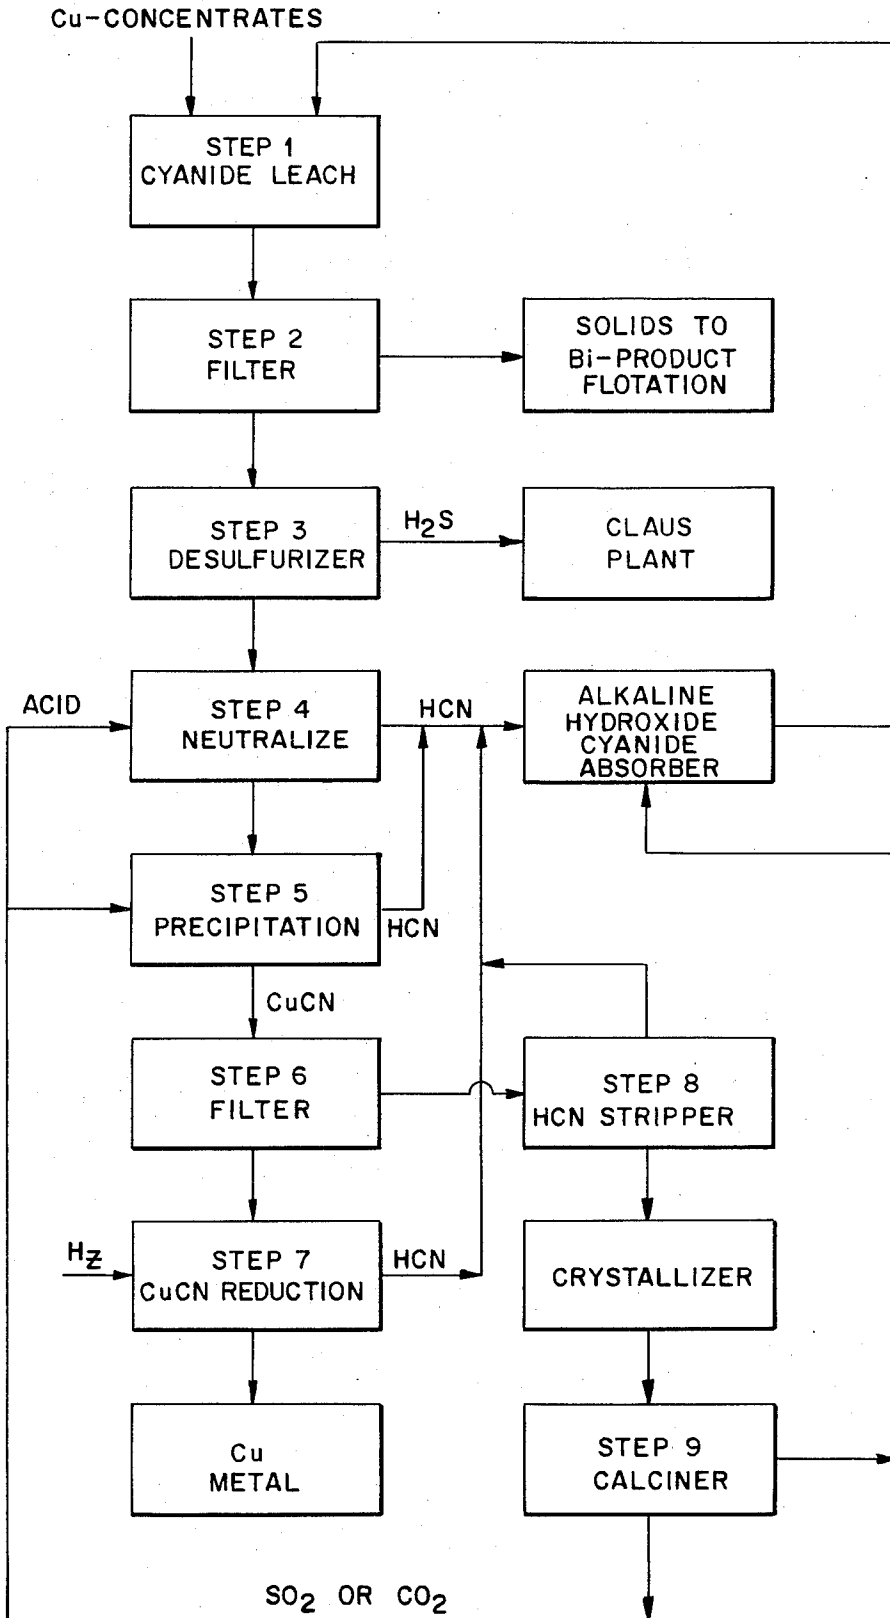 Cu-CONCENTRATES
STEP 1
CYANIDE LEACH
STEP 2
FILTER
SOLIDS TO
Bi-PRODUCT
FLOTATION
STEP 3
DESULFURIZER
H2S
CLAUS
PLANT
ACID
STEP 4
NEUTRALIZE
HCN
ALKALINE
HYDROXIDE
CYANIDE
ABSORBER
STEP 5
PRECIPITATION
HCN
CuCN
STEP 6
FILTER
STEP 8
HCN STRIPPER
HZ
STEP 7
CuCN REDUCTION
HCN
CRYSTALLIZER
Cu
METAL
STEP 9
CALCINER
SO2 OR CO2